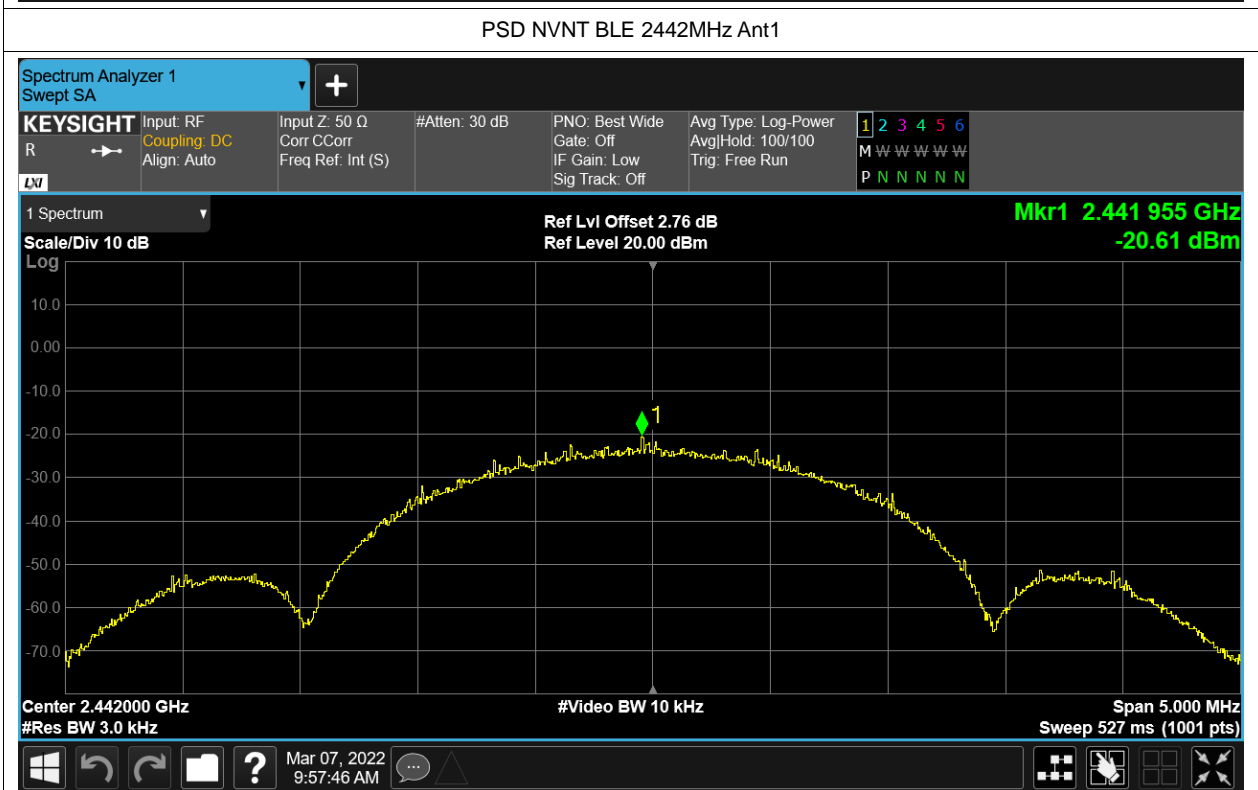 PSD NVNT BLE 2442MHz Ant1
Spectrum Analyzer 1
Swept SA
KEYSIGHT
R
LXI
Input: RF
Coupling: DC
Align: Auto
Input Z: 50 Ω
Corr CCorr
Freq Ref: Int (S)
#Atten: 30 dB
PNO: Best Wide
Gate: Off
IF Gain: Low
Sig Track: Off
Avg Type: Log-Power
Avg|Hold: 100/100
Trig: Free Run
1 2 3 4 5 6
M W W W W W
P N N N N N
1 Spectrum
Scale/Div 10 dB
Log
Ref Lvl Offset 2.76 dB
Ref Level 20.00 dBm
Mkr1 2.441 955 GHz
-20.61 dBm
10.0
0.00
-10.0
-20.0
-30.0
-40.0
-50.0
-60.0
-70.0
1
Center 2.442000 GHz
#Res BW 3.0 kHz
#Video BW 10 kHz
Span 5.000 MHz
Sweep 527 ms (1001 pts)
?
Mar 07, 2022
9:57:46 AM